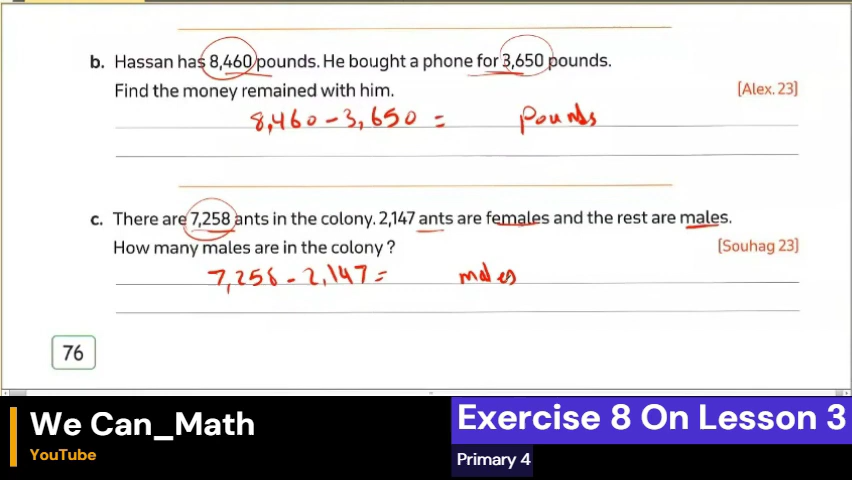 b. Hassan has 8,460 pounds. He bought a phone for 3,650 pounds.
Find the money remained with him. [Alex. 23]
8,460 - 3,650 = pounds
c. There are 7,258 ants in the colony. 2,147 ants are females and the rest are males.
How many males are in the colony ? [Souhag 23]
7,258 - 2,147 = males
76
We Can_Math
YouTube
Exercise 8 On Lesson 3
Primary 4